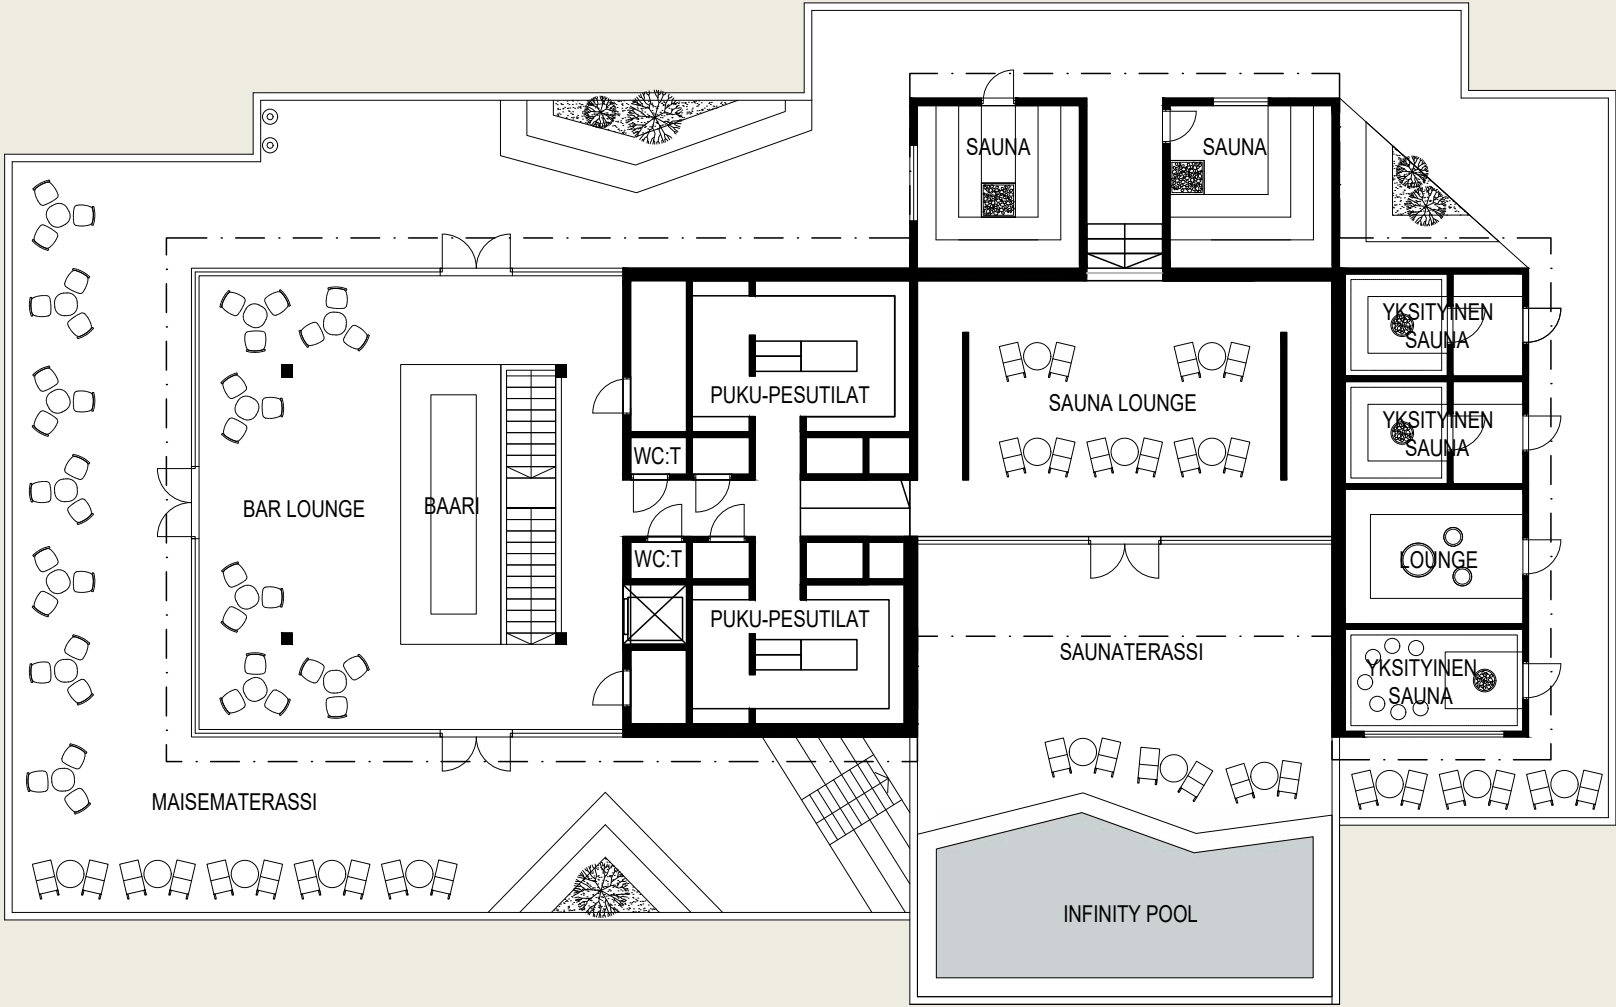 SAUNA
SAUNA
YKSITYINEN
SAUNA
PUKU-PESUTILAT
SAUNA LOUNGE
YKSITYINEN
SAUNA
WC:T
BAR LOUNGE
BAARI
WC:T
LOUNGE
PUKU-PESUTILAT
SAUNATERASSI
YKSITYINEN
SAUNA
MAISEMATERASSI
INFINITY POOL